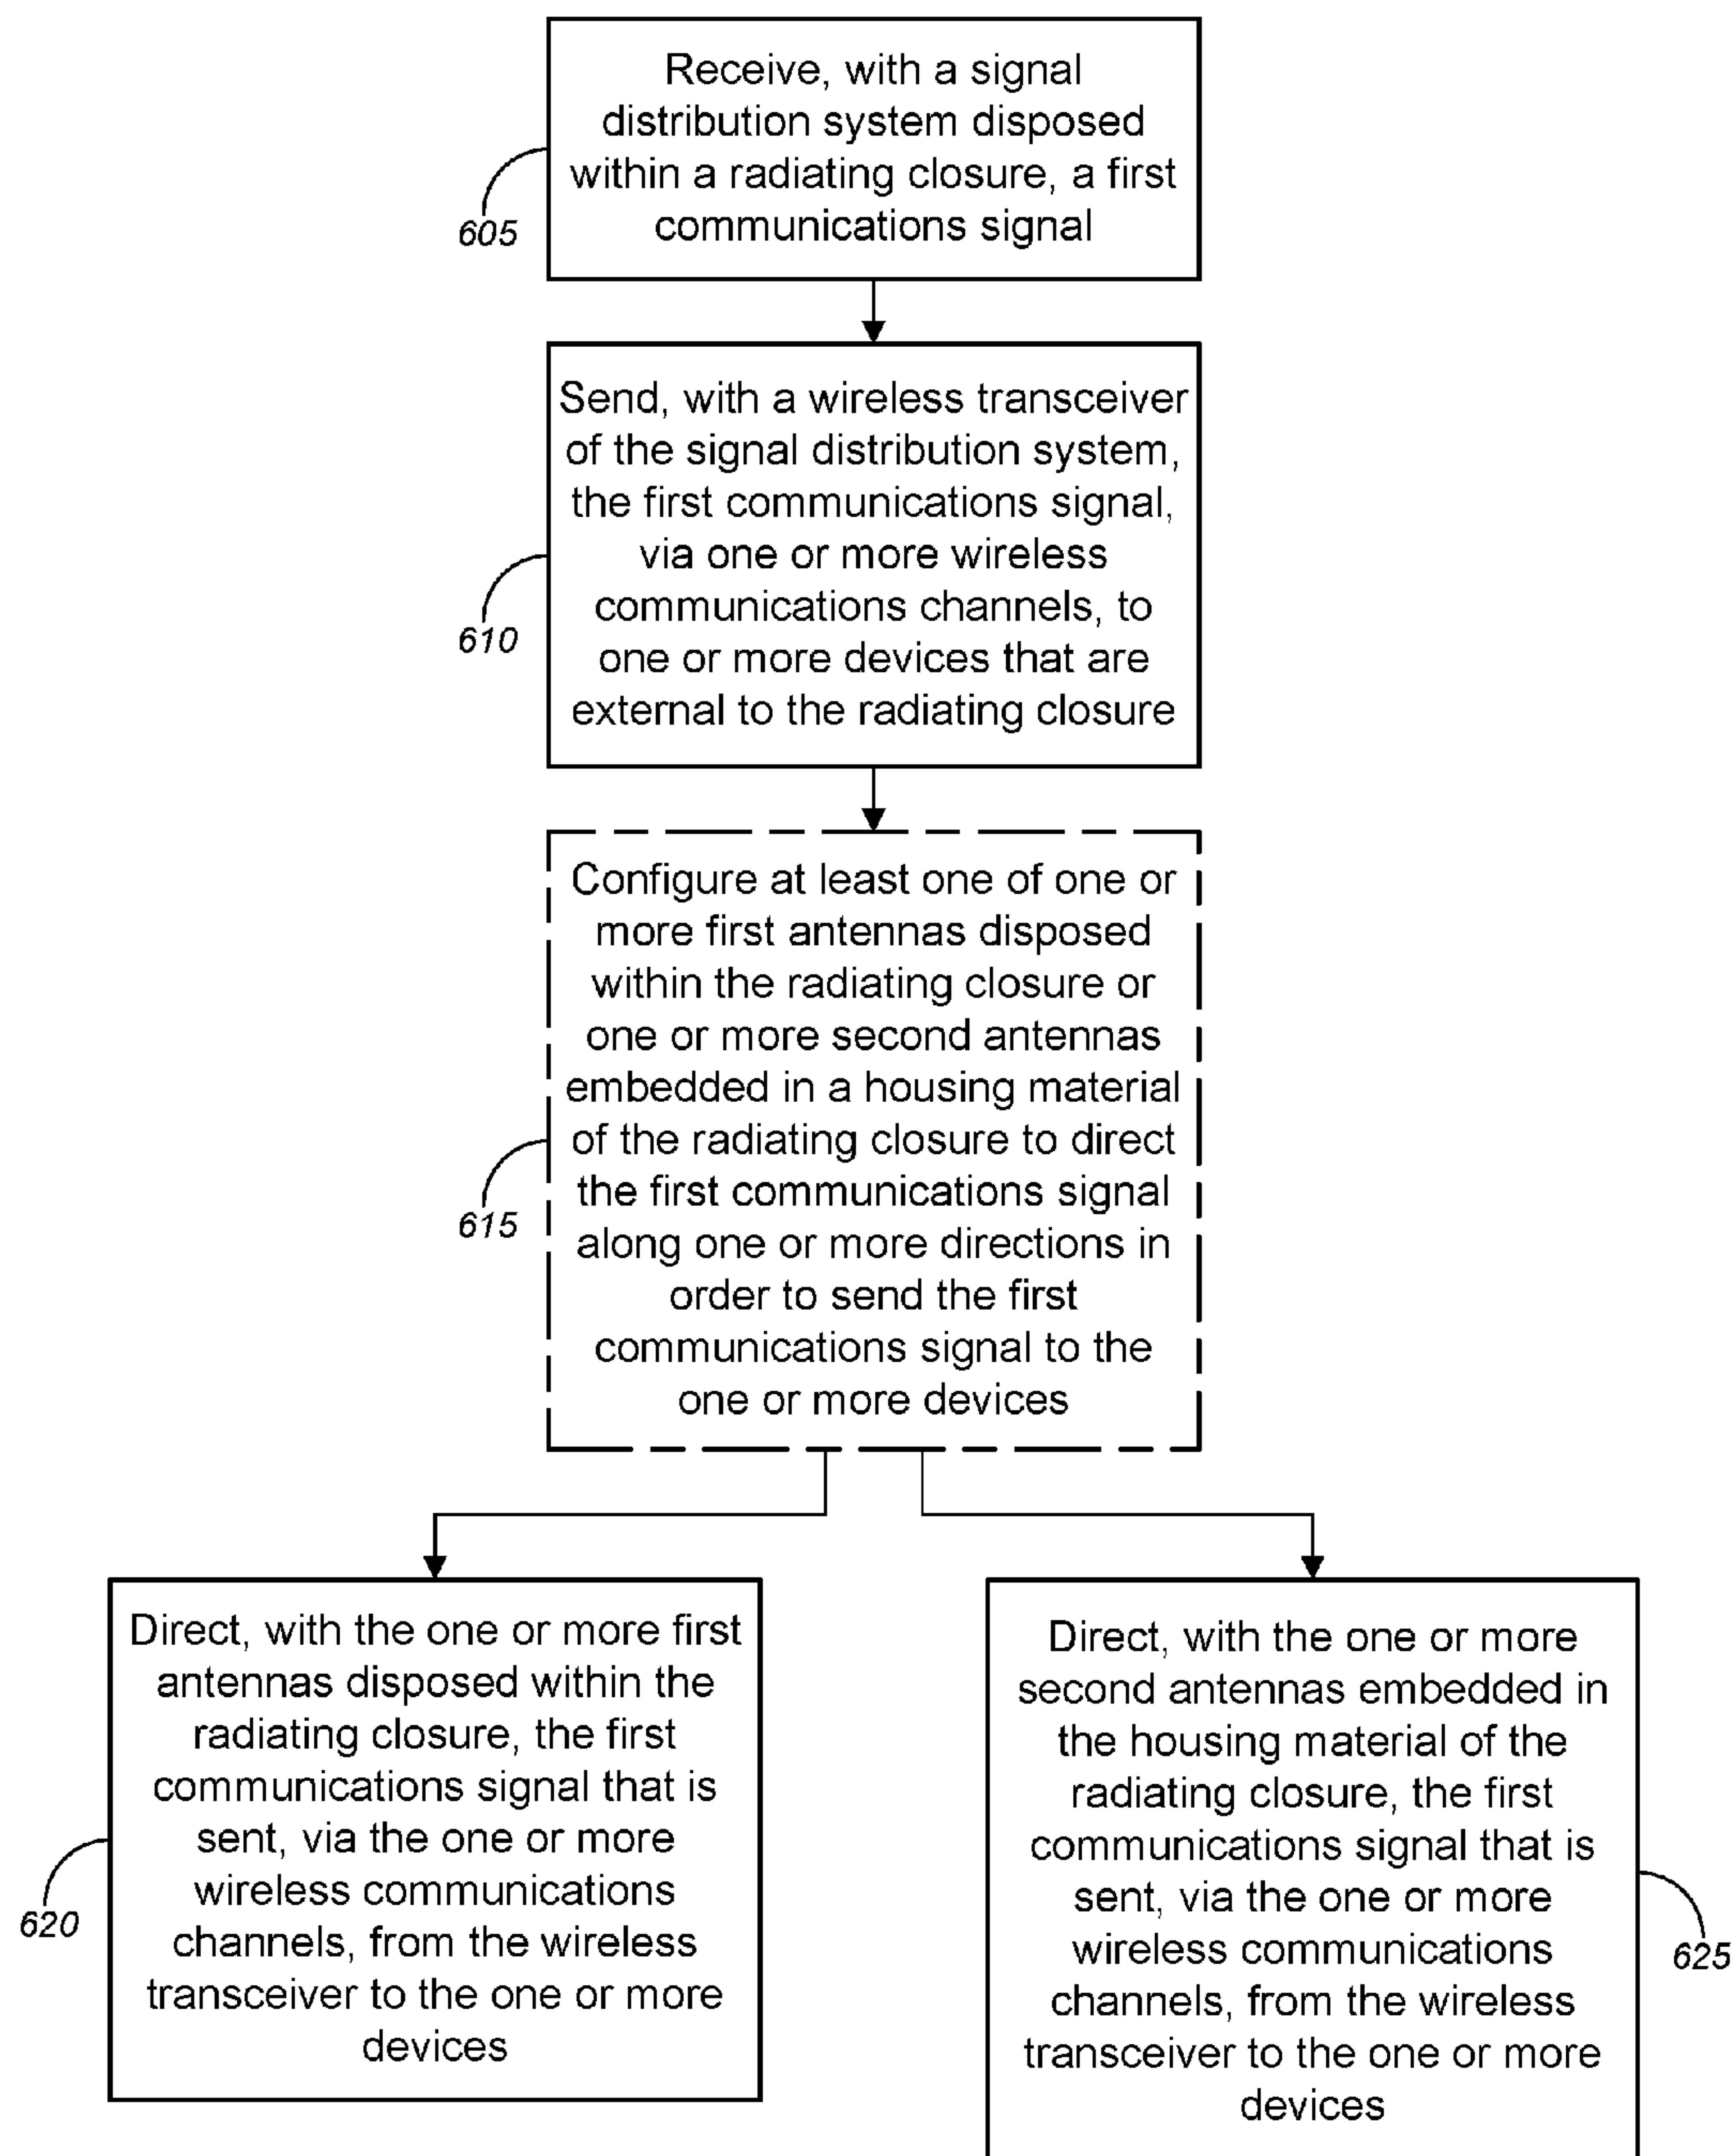 Receive, with a signal
distribution system disposed
within a radiating closure, a first
communications signal
605
Send, with a wireless transceiver
of the signal distribution system,
the first communications signal,
via one or more wireless
communications channels, to
one or more devices that are
external to the radiating closure
610
Configure at least one of one or
more first antennas disposed
within the radiating closure or
one or more second antennas
embedded in a housing material
of the radiating closure to direct
the first communications signal
along one or more directions in
order to send the first
communications signal to the
one or more devices
615
Direct, with the one or more first
antennas disposed within the
radiating closure, the first
communications signal that is
sent, via the one or more
wireless communications
channels, from the wireless
transceiver to the one or more
devices
620
Direct, with the one or more
second antennas embedded in
the housing material of the
radiating closure, the first
communications signal that is
sent, via the one or more
wireless communications
channels, from the wireless
transceiver to the one or more
devices
625